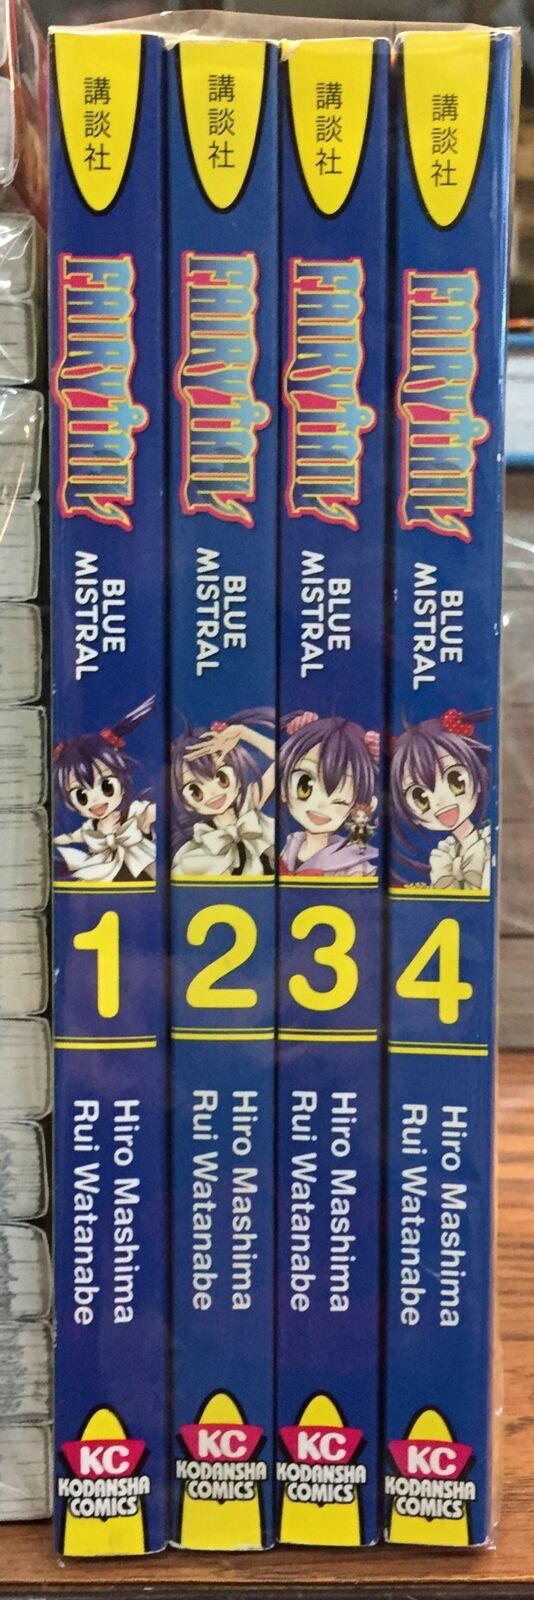 講談社
FAIRY TAIL
BLUE
MISTRAL
1
Hiro Mashima
Rui Watanabe
KC
KODANSHA
COMICS
講談社
FAIRY TAIL
BLUE
MISTRAL
2
Hiro Mashima
Rui Watanabe
KC
KODANSHA
COMICS
講談社
FAIRY TAIL
BLUE
MISTRAL
3
Hiro Mashima
Rui Watanabe
KC
KODANSHA
COMICS
講談社
FAIRY TAIL
BLUE
MISTRAL
4
Hiro Mashima
Rui Watanabe
KC
KODANSHA
COMICS